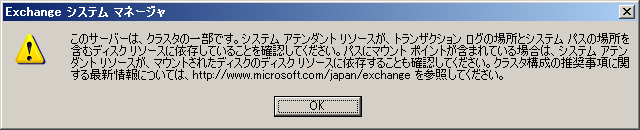 Exchange システム マネージャ
このサーバーは、クラスタの一部です。システム アテンダント リソースが、トランザクション ログの場所とシステム パスの場所を
含むディスク リソースに依存していることを確認してください。パスにマウント ポイントが含まれている場合は、システム アテン
ダント リソースが、マウントされたディスクのディスク リソースに依存することも確認してください。クラスタ構成の推奨事項に関
する最新情報については、http://www.microsoft.com/japan/exchange を参照してください。
OK